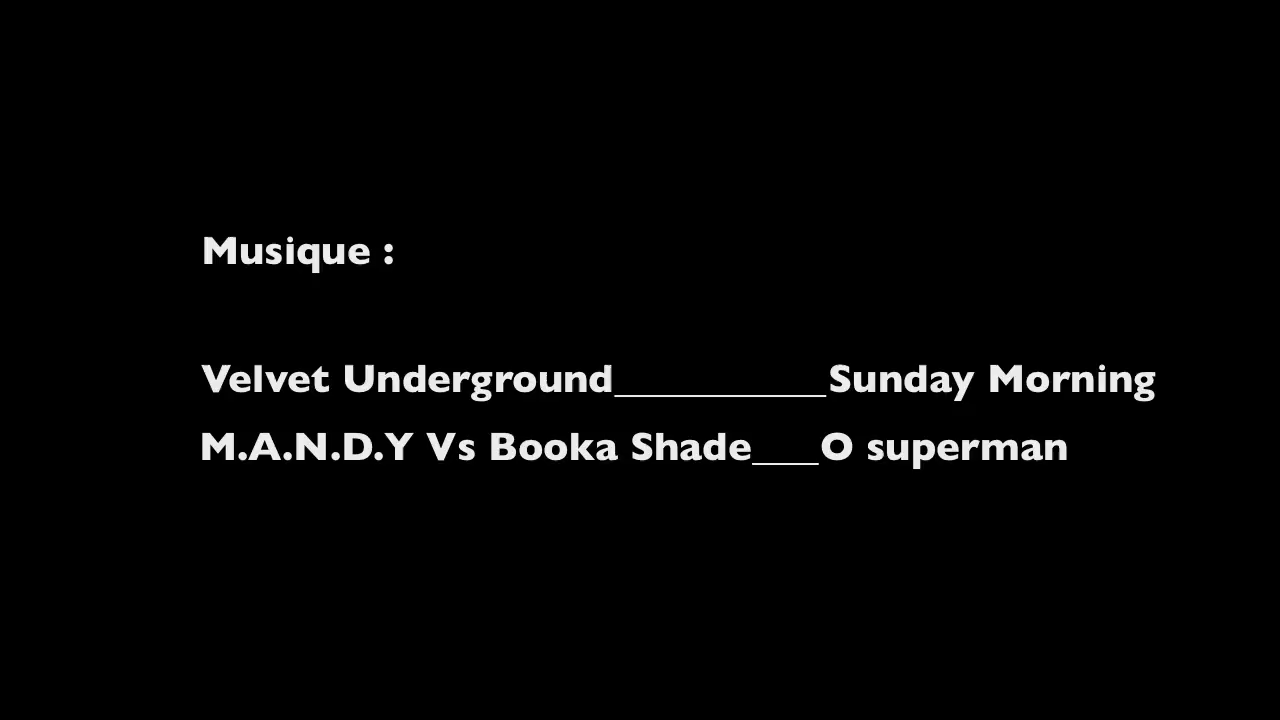 Musique :
Velvet Underground__________Sunday Morning
M.A.N.D.Y Vs Booka Shade___O superman